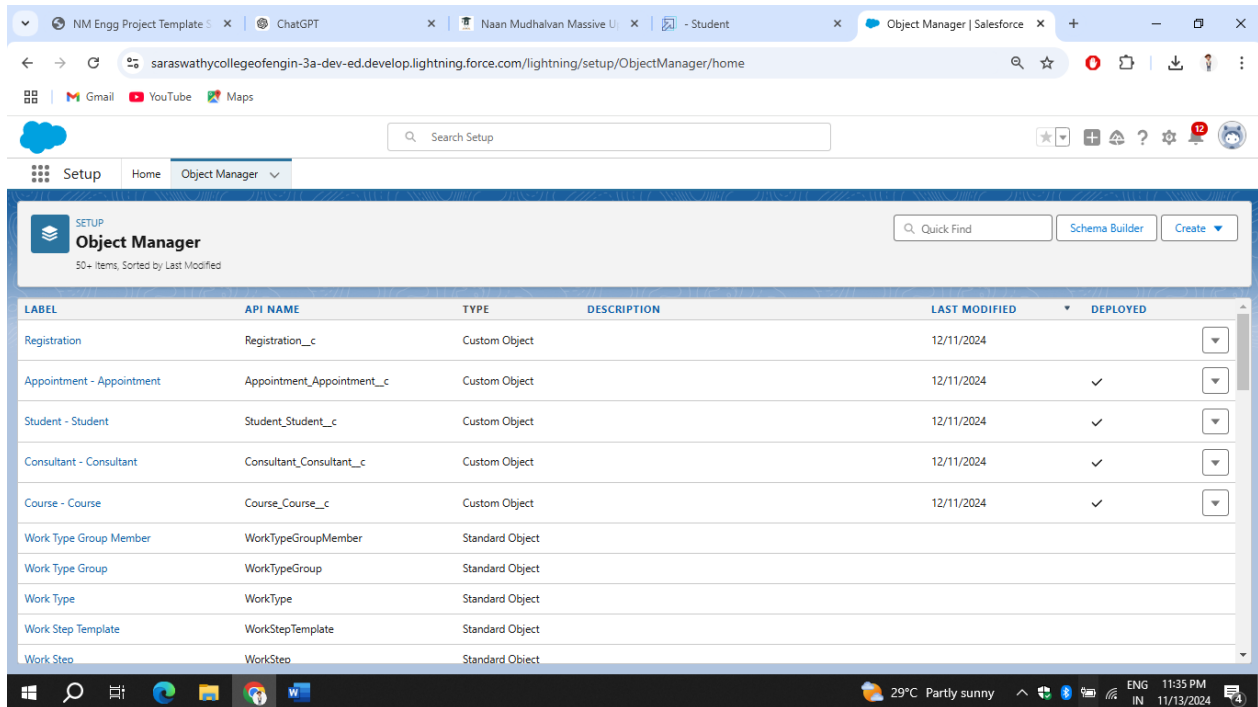 NM Engg Project Template S
ChatGPT
Naan Mudhalvan Massive U
- Student
Object Manager | Salesforce
saraswathycollegeofengin-3a-dev-ed.develop.lightning.force.com/lightning/setup/ObjectManager/home
Gmail YouTube Maps
Search Setup
12
Setup Home Object Manager
SETUP
Object Manager
50+ Items, Sorted by Last Modified
Quick Find
Schema Builder
Create
LABEL API NAME TYPE DESCRIPTION LAST MODIFIED DEPLOYED
Registration Registration__c Custom Object 12/11/2024
Appointment - Appointment Appointment_Appointment__c Custom Object 12/11/2024
Student - Student Student_Student__c Custom Object 12/11/2024
Consultant - Consultant Consultant_Consultant__c Custom Object 12/11/2024
Course - Course Course_Course__c Custom Object 12/11/2024
Work Type Group Member WorkTypeGroupMember Standard Object
Work Type Group WorkTypeGroup Standard Object
Work Type WorkType Standard Object
Work Step Template WorkStepTemplate Standard Object
Work Step WorkStep Standard Object
29°C Partly sunny
ENG
IN
11:35 PM
11/13/2024
4